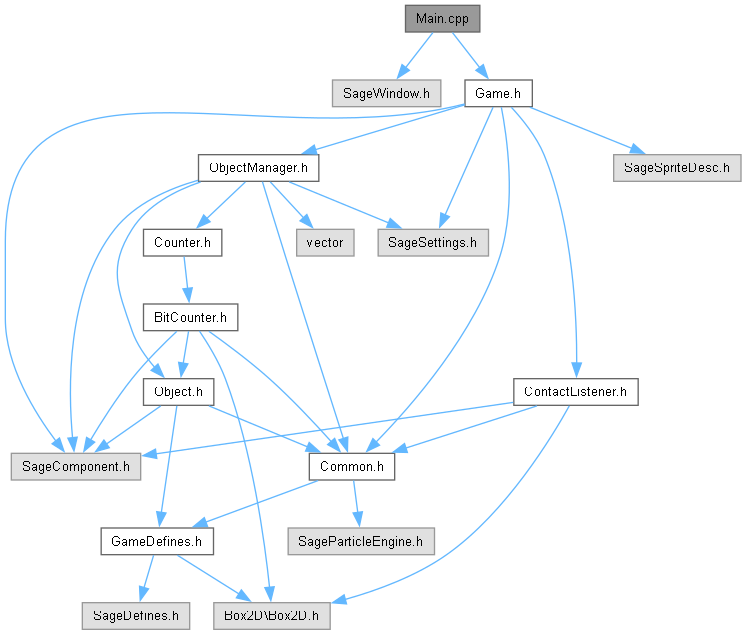 Main.cpp
SageWindow.h
Game.h
ObjectManager.h
SageSpriteDesc.h
Counter.h
vector
SageSettings.h
BitCounter.h
Object.h
ContactListener.h
SageComponent.h
Common.h
GameDefines.h
SageParticleEngine.h
SageDefines.h
Box2D\Box2D.h